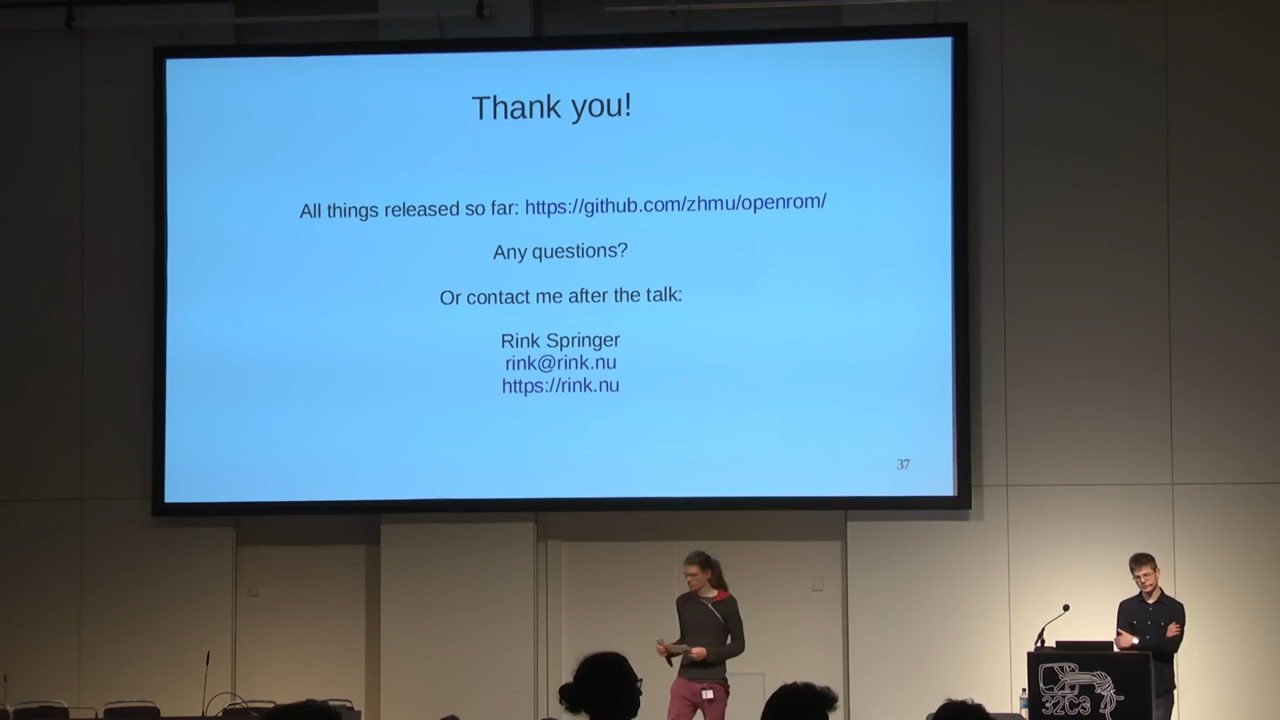 Thank you!
All things released so far: https://github.com/zhmu/openrom/
Any questions?
Or contact me after the talk:
Rink Springer
rink@rink.nu
https://rink.nu
37
32C3